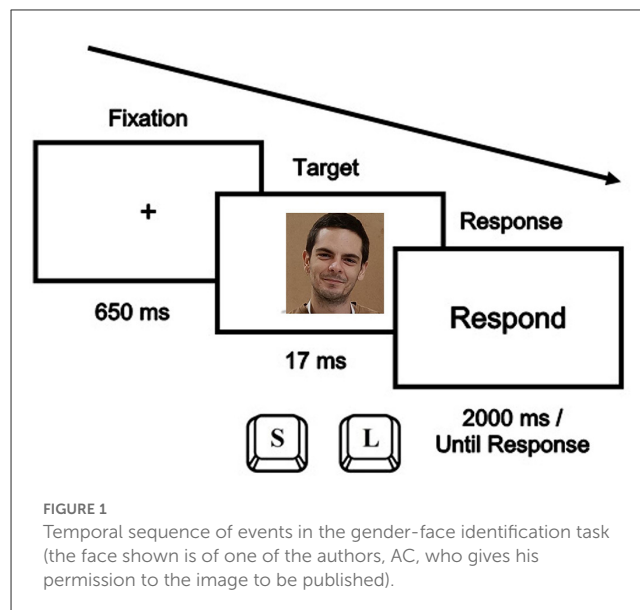 Fixation
Target
Response
+
650 ms
17 ms
Respond
2000 ms /
Until Response
S
L
FIGURE 1
Temporal sequence of events in the gender-face identification task
(the face shown is of one of the authors, AC, who gives his
permission to the image to be published).